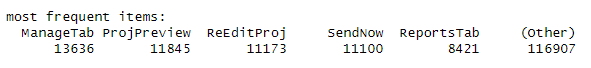 most frequent items:
ManageTab ProjPreview ReEditProj SendNow ReportsTab (Other)
13636 11845 11173 11100 8421 116907